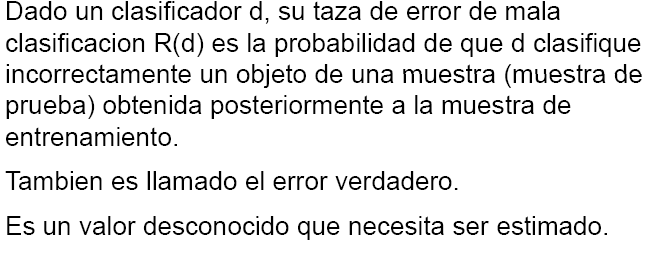 Dado un clasificador d, su taza de error de mala
clasificacion R(d) es la probabilidad de que d clasifique
incorrectamente un objeto de una muestra (muestra de
prueba) obtenida posteriormente a la muestra de
entrenamiento.
Tambien es llamado el error verdadero.
Es un valor desconocido que necesita ser estimado.